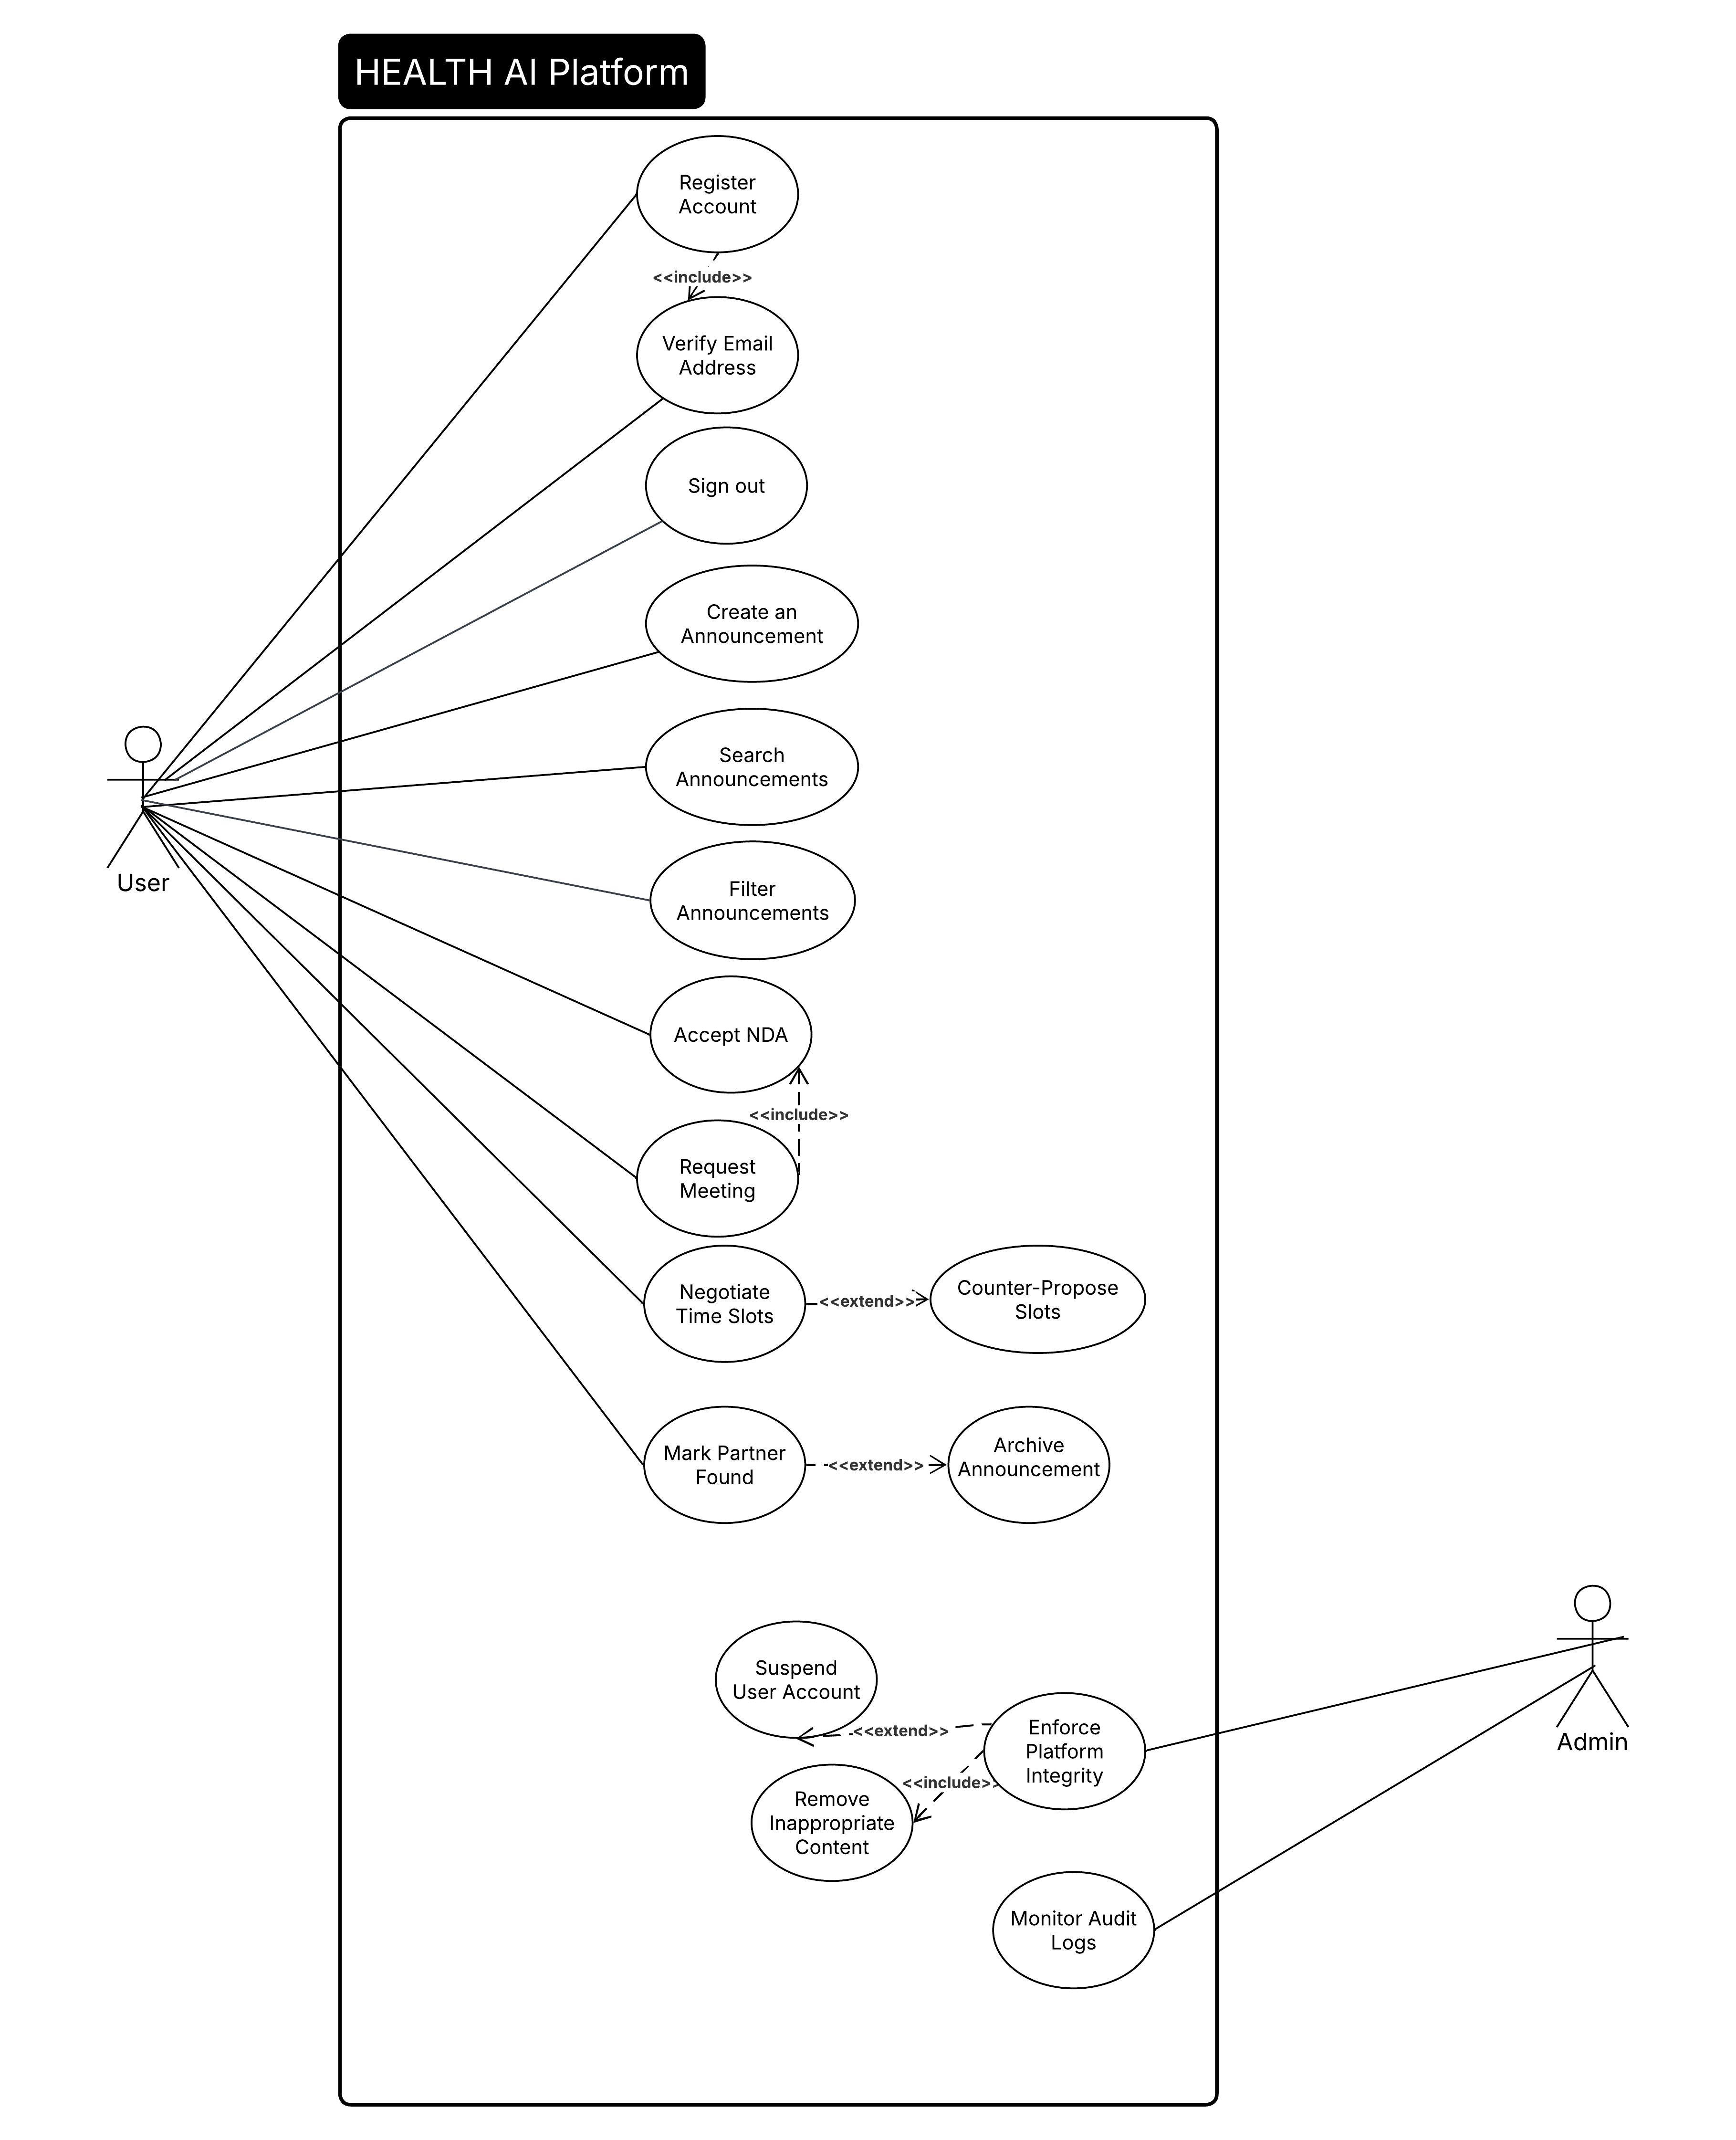 HEALTH AI Platform
Register
Account
<<include>>
Verify Email
Address
Sign out
Create an
Announcement
Search
Announcements
User
Filter
Announcements
Accept NDA
<<include>>
Request
Meeting
Negotiate
Time Slots
<<extend>>
Counter-Propose
Slots
Mark Partner
Found
<<extend>>
Archive
Announcement
Suspend
User Account
<<extend>>
Enforce
Platform
Integrity
Admin
<<include>>
Remove
Inappropriate
Content
Monitor Audit
Logs